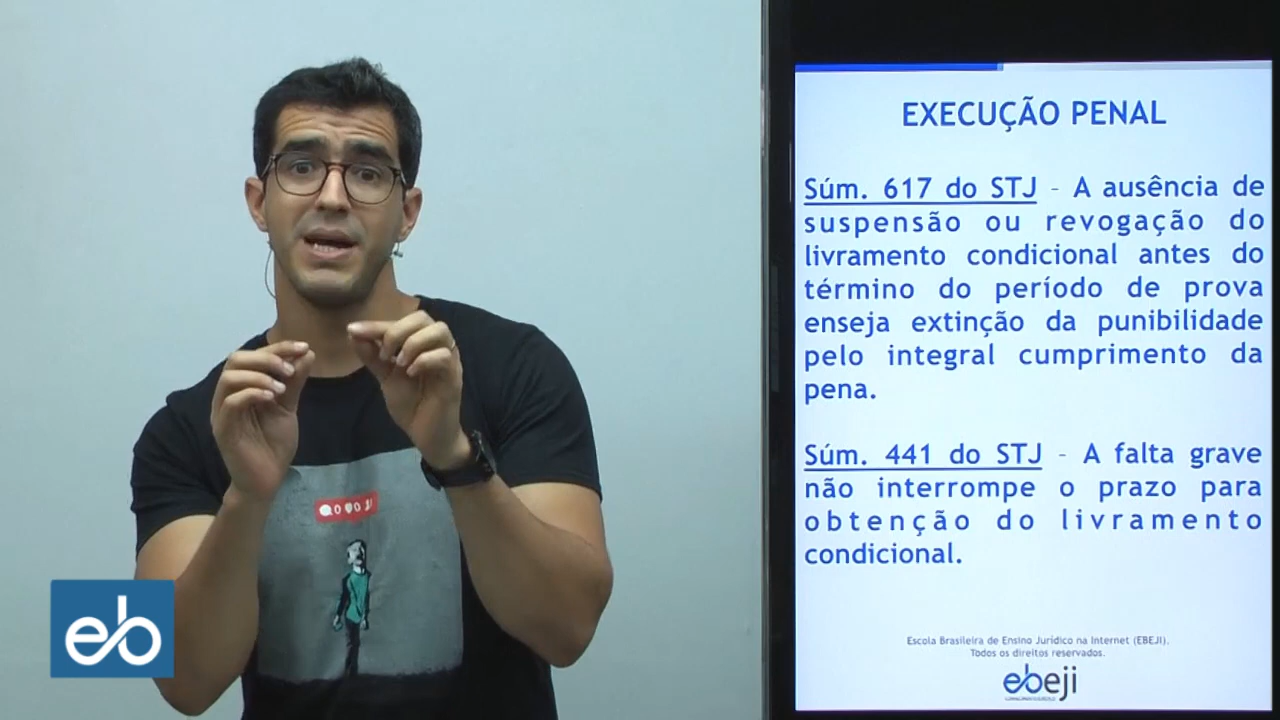 EXECUÇÃO PENAL
Súm. 617 do STJ – A ausência de
suspensão ou revogação do
livramento condicional antes do
término do período de prova
enseja extinção da punibilidade
pelo integral cumprimento da
pena.
Súm. 441 do STJ – A falta grave
não interrompe o prazo para
obtenção do livramento
condicional.
Escola Brasileira de Ensino Jurídico na Internet (EBEJI).
Todos os direitos reservados.
ebeji
eb